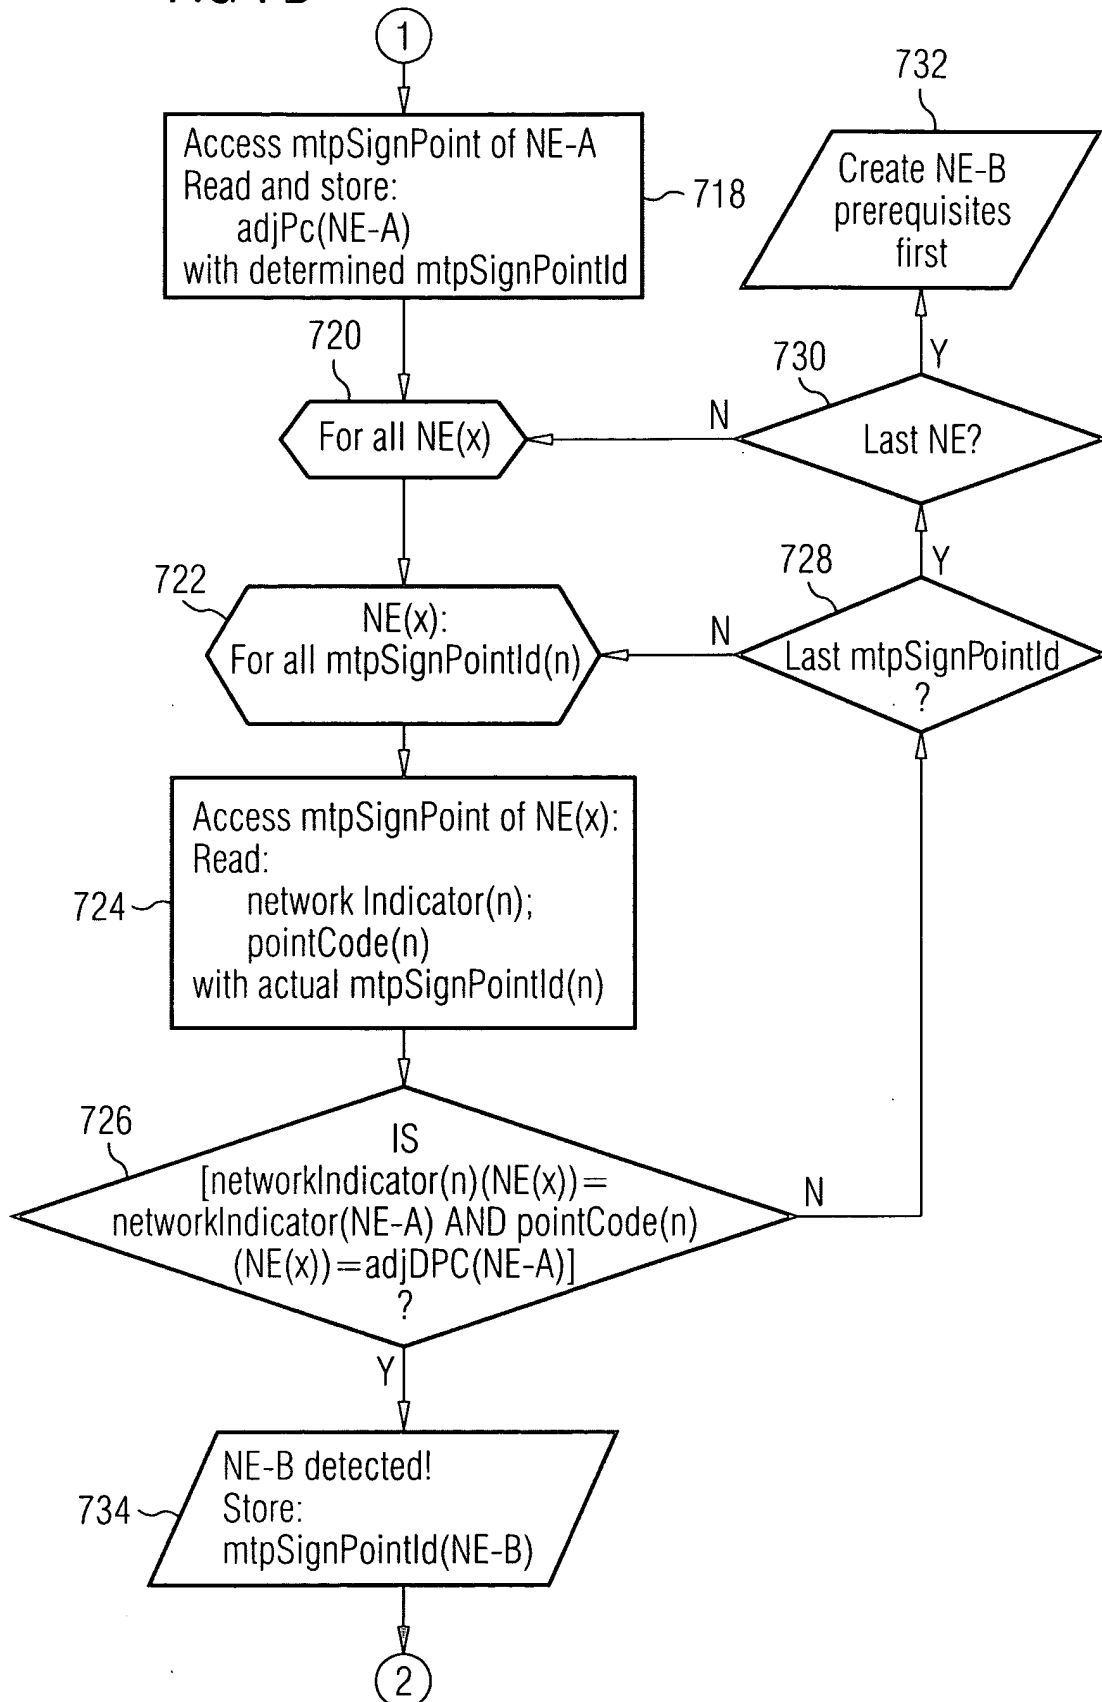 1
Access mtpSignPoint of NE-A
Read and store:
adjPc(NE-A)
with determined mtpSignPointId
718
732
Create NE-B
prerequisites
first
720
For all NE(x)
730
Y
N
Last NE?
722
NE(x):
For all mtpSignPointId(n)
728
Y
N
Last mtpSignPointId
?
724
Access mtpSignPoint of NE(x):
Read:
network Indicator(n);
pointCode(n)
with actual mtpSignPointId(n)
726
IS
[networkIndicator(n)(NE(x))=
networkIndicator(NE-A) AND pointCode(n)
(NE(x))=adjDPC(NE-A)]
?
N
Y
734
NE-B detected!
Store:
mtpSignPointId(NE-B)
2